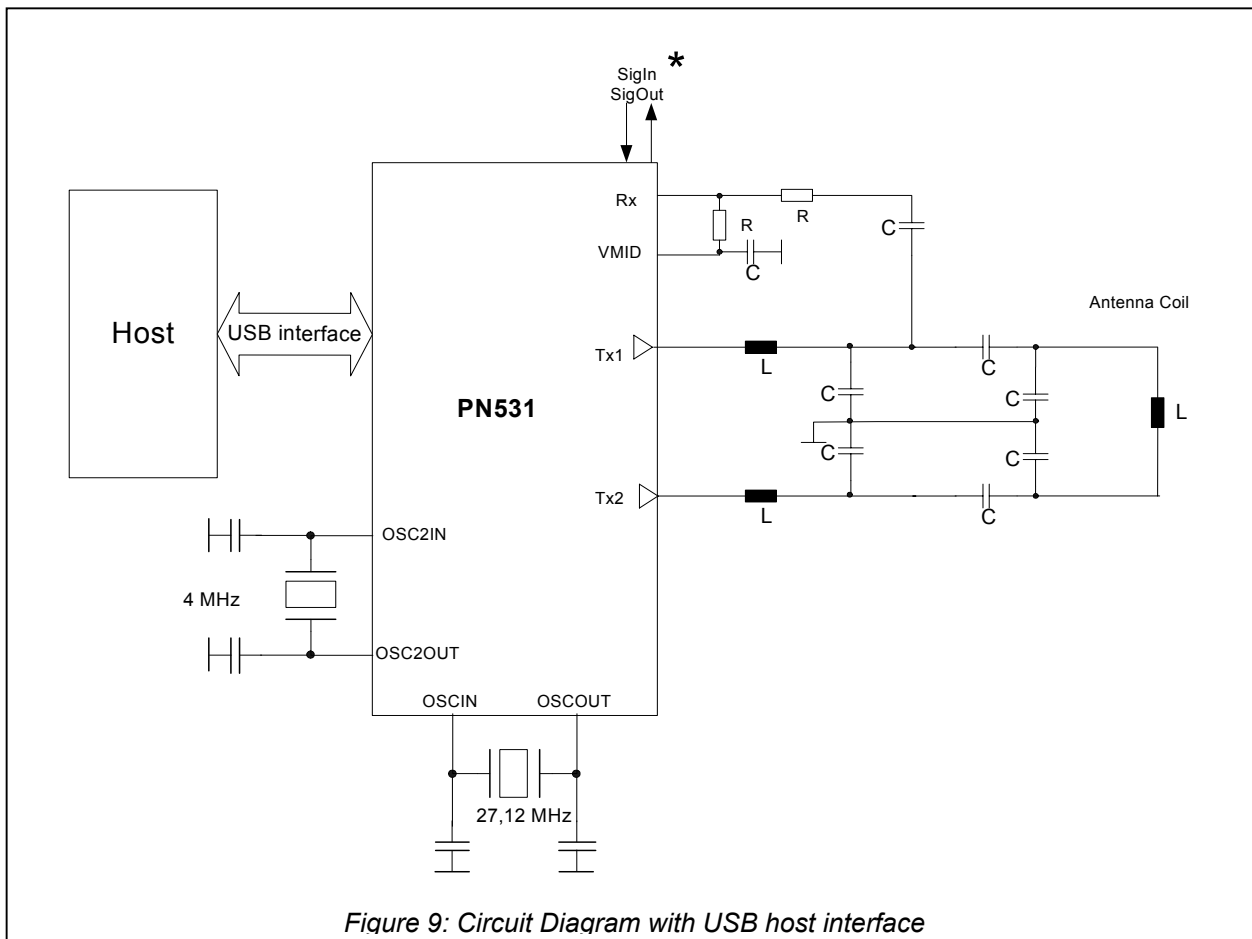 *
SigIn
SigOut
Rx
R
R
C
VMID
C
Antenna Coil
Host
USB interface
Tx1
L
C
PN531
C
C
L
C
C
Tx2
L
C
OSC2IN
4 MHz
OSC2OUT
OSCIN
OSCOUT
27,12 MHz
Figure 9: Circuit Diagram with USB host interface